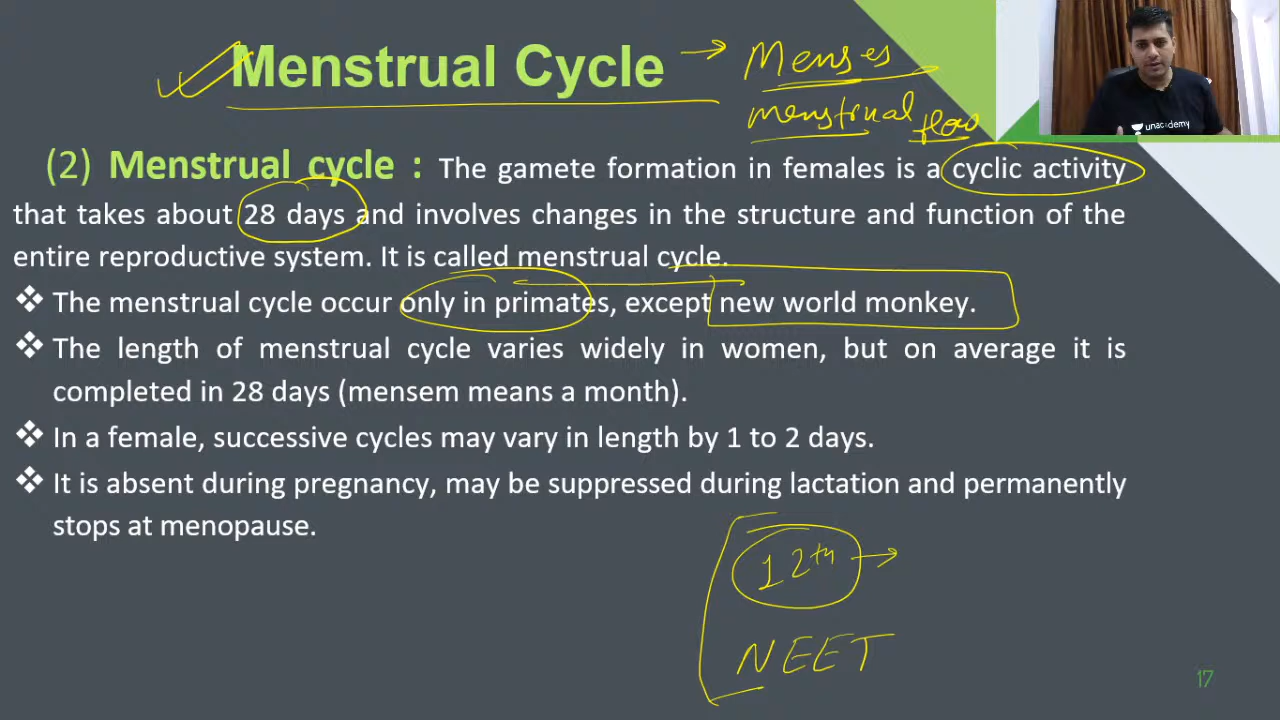 Menstrual Cycle → Menses
menstrual flow
unacademy
(2) Menstrual cycle : The gamete formation in females is a cyclic activity
that takes about 28 days and involves changes in the structure and function of the
entire reproductive system. It is called menstrual cycle.
❖ The menstrual cycle occur only in primates, except new world monkey.
❖ The length of menstrual cycle varies widely in women, but on average it is
completed in 28 days (mensem means a month).
❖ In a female, successive cycles may vary in length by 1 to 2 days.
❖ It is absent during pregnancy, may be suppressed during lactation and permanently
stops at menopause.
12th →
NEET
17